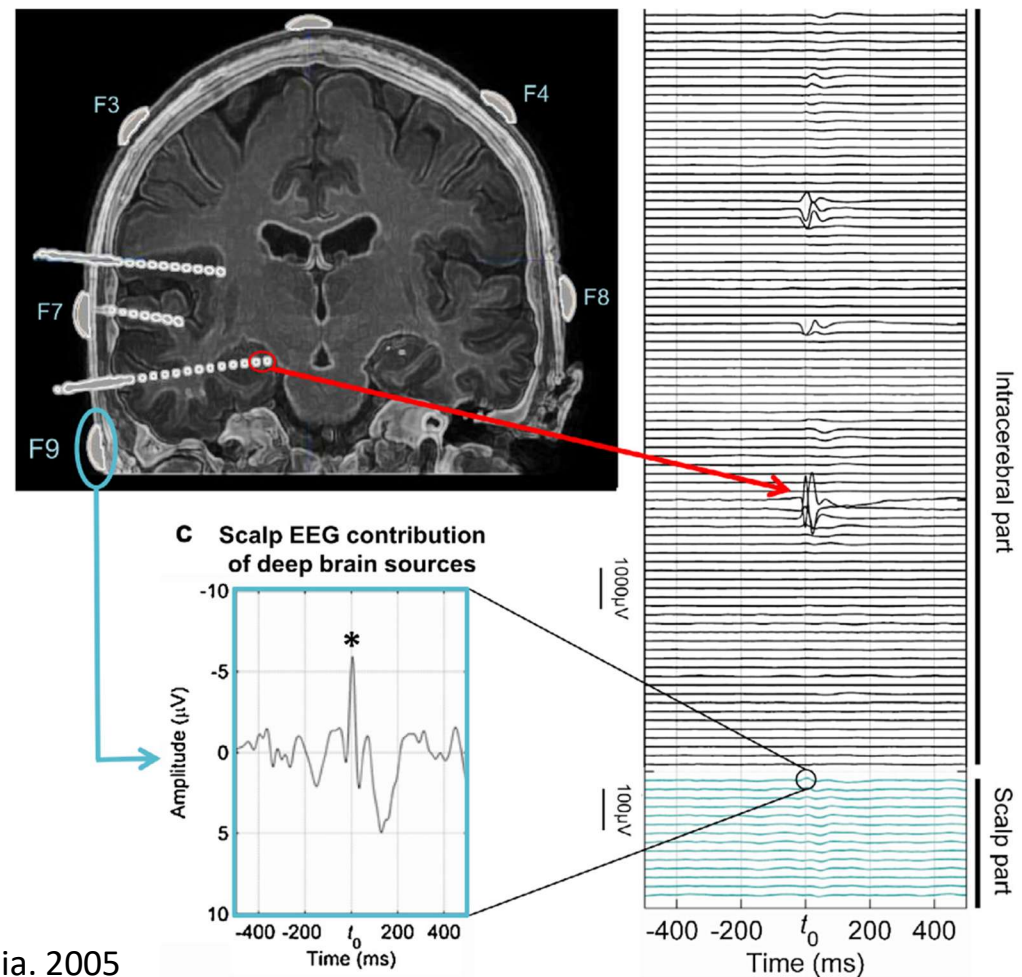 F3
F4
F7
F8
F9
C Scalp EEG contribution
of deep brain sources
-10
-5
0
5
10
Amplitude (µV)
*
-400 -200 t0 200 400
Time (ms)
1000µV
100µV
Intracerebral part
Scalp part
-400 -200 t0 200 400
Time (ms)
ia. 2005